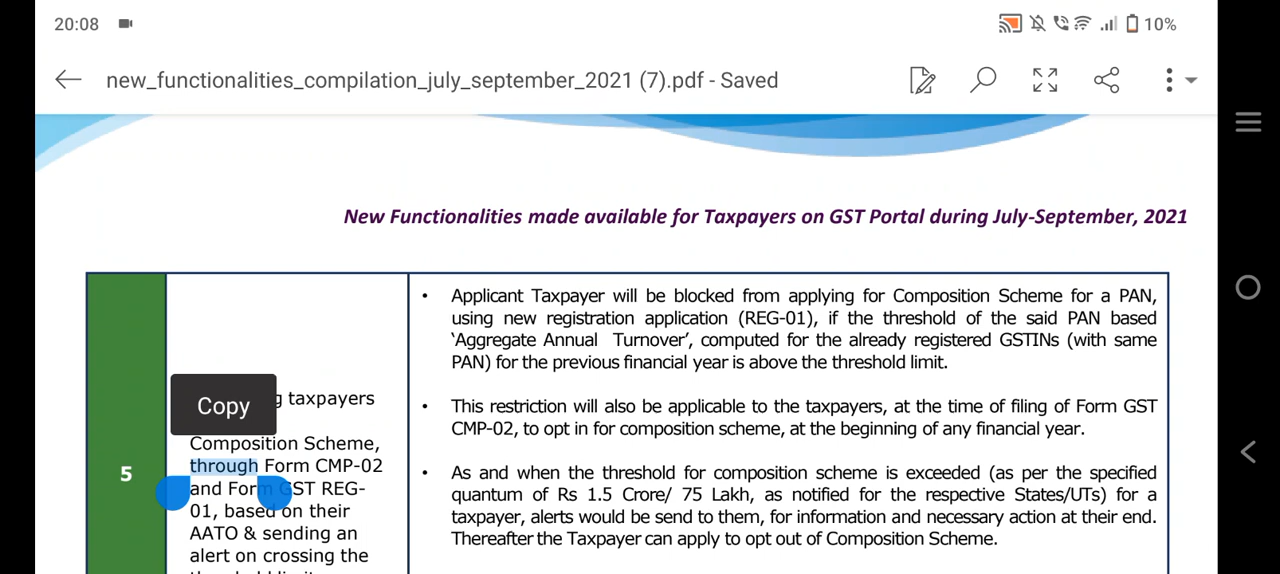 20:08
10%
new_functionalities_compilation_july_september_2021 (7).pdf - Saved
New Functionalities made available for Taxpayers on GST Portal during July-September, 2021
5
taxpayers
Copy
Composition Scheme,
through Form CMP-02
and Form GST REG-
01, based on their
AATO & sending an
alert on crossing the
• Applicant Taxpayer will be blocked from applying for Composition Scheme for a PAN,
using new registration application (REG-01), if the threshold of the said PAN based
‘Aggregate Annual Turnover’, computed for the already registered GSTINs (with same
PAN) for the previous financial year is above the threshold limit.
• This restriction will also be applicable to the taxpayers, at the time of filing of Form GST
CMP-02, to opt in for composition scheme, at the beginning of any financial year.
• As and when the threshold for composition scheme is exceeded (as per the specified
quantum of Rs 1.5 Crore/ 75 Lakh, as notified for the respective States/UTs) for a
taxpayer, alerts would be send to them, for information and necessary action at their end.
Thereafter the Taxpayer can apply to opt out of Composition Scheme.